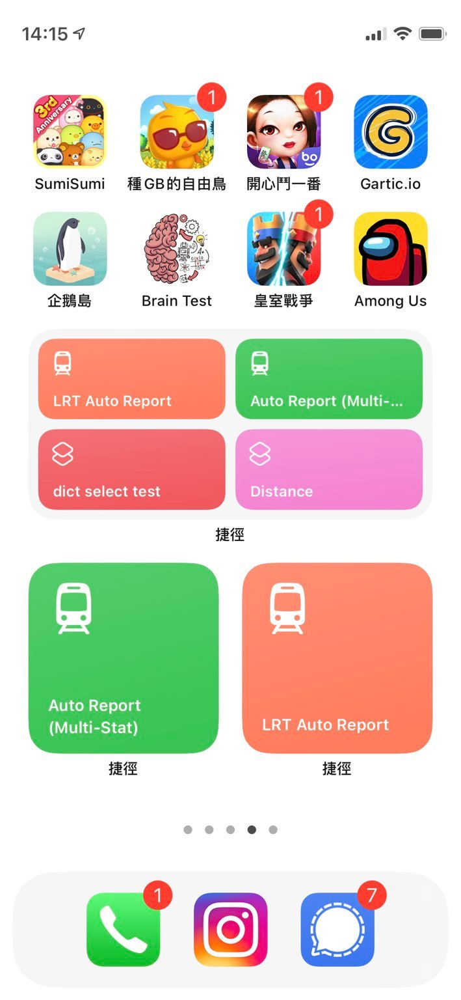 14:15
3rd
Anniversary
1
1
bo
SumiSumi
種GB的自由鳥
開心鬥一番
Gartic.io
1
企鵝島
Brain Test
皇室戰爭
Among Us
LRT Auto Report
Auto Report (Multi-...
dict select test
Distance
捷徑
Auto Report
(Multi-Stat)
LRT Auto Report
捷徑
捷徑
1
7